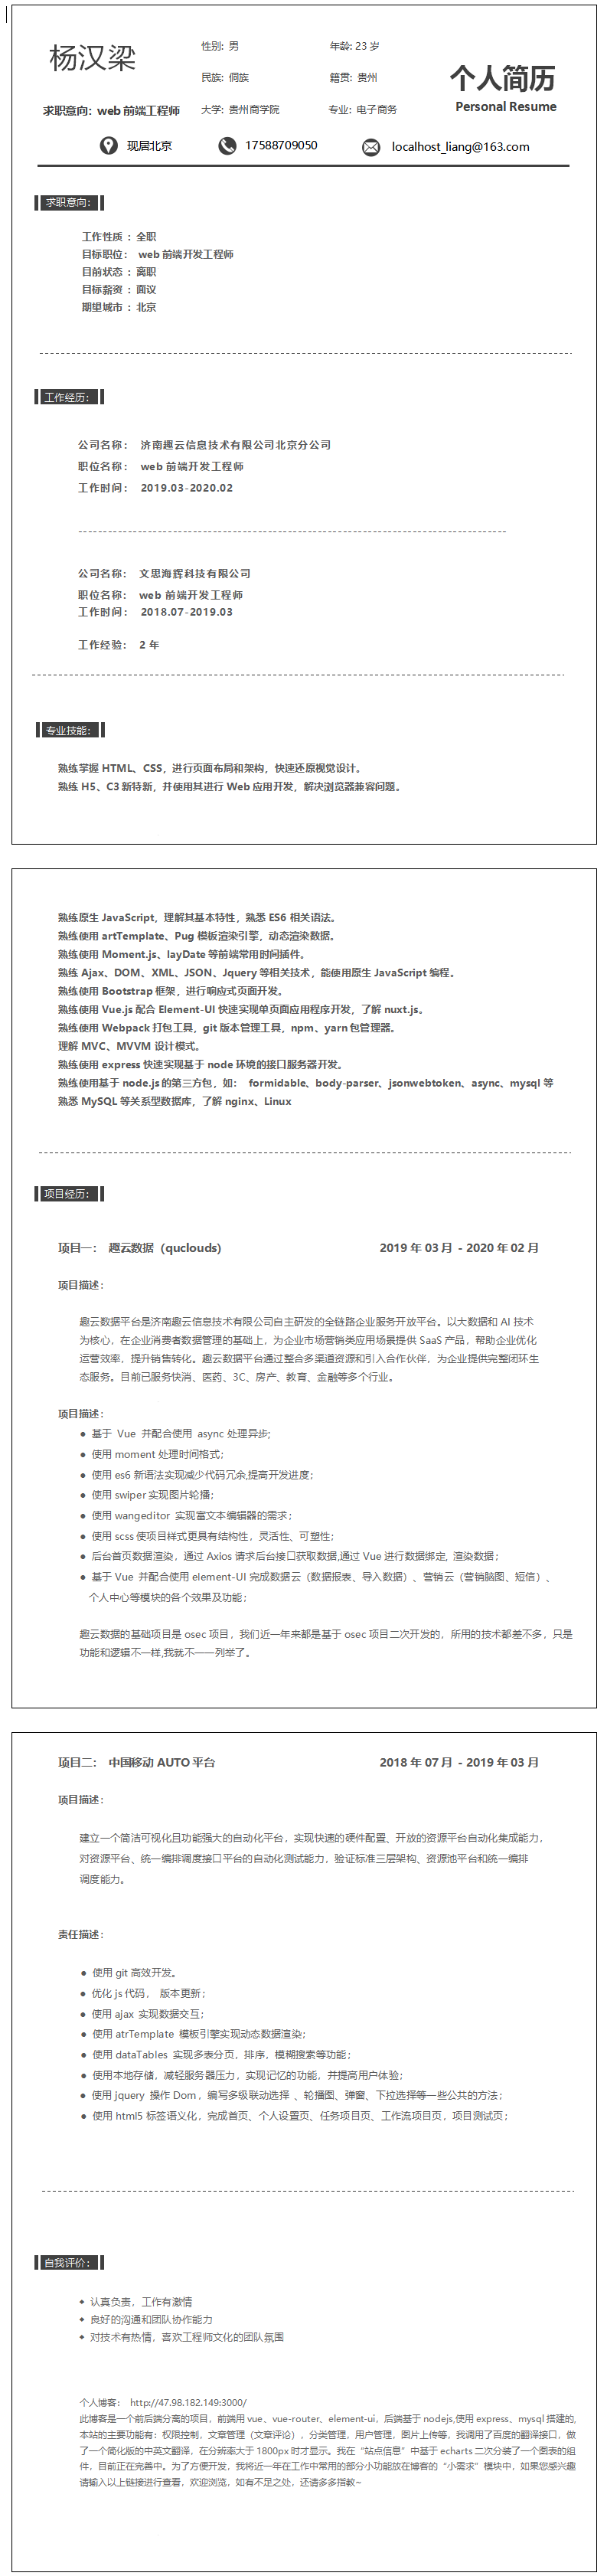 杨汉梁
性别: 男 年龄: 23 岁
民族: 侗族 籍贯: 贵州
个人简历
Personal Resume
求职意向: web 前端工程师 大学: 贵州商学院 专业: 电子商务
现居北京 17588709050 localhost_liang@163.com
求职意向：
工作性质 ： 全职
目标职位： web 前端开发工程师
目前状态 ： 离职
目标薪资 ： 面议
期望城市 ： 北京
工作经历：
公司名称： 济南趣云信息技术有限公司北京分公司
职位名称： web 前端开发工程师
工作时间： 2019.03-2020.02
公司名称： 文思海辉科技有限公司
职位名称： web 前端开发工程师
工作时间： 2018.07-2019.03
工作经验： 2 年
专业技能：
熟练掌握 HTML、CSS，进行页面布局和架构，快速还原视觉设计。
熟练 H5、C3 新特新，并使用其进行 Web 应用开发，解决浏览器兼容问题。
熟练原生 JavaScript，理解其基本特性，熟悉 ES6 相关语法。
熟练使用 artTemplate、Pug 模板渲染引擎，动态渲染数据。
熟练使用 Moment.js、layDate 等前端常用时间插件。
熟练 Ajax、DOM、XML、JSON、Jquery 等相关技术，能使用原生 JavaScript 编程。
熟练使用 Bootstrap 框架，进行响应式页面开发。
熟练使用 Vue.js 配合 Element-UI 快速实现单页面应用程序开发，了解 nuxt.js。
熟练使用 Webpack 打包工具，git 版本管理工具，npm、yarn 包管理器。
理解 MVC、MVVM 设计模式。
熟练使用 express 快速实现基于 node 环境的接口服务器开发。
熟练使用基于 node.js 的第三方包，如： formidable、body-parser、jsonwebtoken、async、mysql 等
熟悉 MySQL 等关系型数据库，了解 nginx、Linux
项目经历：
项目一： 趣云数据（quclouds） 2019 年 03 月 - 2020 年 02 月
项目描述：
趣云数据平台是济南趣云信息技术有限公司自主研发的全链路企业服务开放平台。以大数据和 AI 技术
为核心，在企业消费者数据管理的基础上，为企业市场营销类应用场景提供 SaaS 产品，帮助企业优化
运营效率，提升销售转化。趣云数据平台通过整合多渠道资源和引入合作伙伴，为企业提供完整闭环生
态服务。目前已服务快消、医药、3C、房产、教育、金融等多个行业。
项目描述：
● 基于 Vue 并配合使用 async 处理异步;
● 使用 moment 处理时间格式；
● 使用 es6 新语法实现减少代码冗余,提高开发进度；
● 使用 swiper 实现图片轮播；
● 使用 wangeditor 实现富文本编辑器的需求；
● 使用 scss 使项目样式更具有结构性，灵活性、可塑性；
● 后台首页数据渲染，通过 Axios 请求后台接口获取数据,通过 Vue 进行数据绑定, 渲染数据；
● 基于 Vue 并配合使用 element-UI 完成数据云（数据报表、导入数据）、营销云（营销脑图、短信）、
个人中心等模块的各个效果及功能；
趣云数据的基础项目是 osec 项目，我们近一年来都是基于 osec 项目二次开发的，所用的技术都差不多，只是
功能和逻辑不一样,我就不一一列举了。
项目二： 中国移动 AUTO 平台 2018 年 07 月 - 2019 年 03 月
项目描述：
建立一个简洁可视化且功能强大的自动化平台，实现快速的硬件配置、开放的资源平台自动化集成能力，
对资源平台、统一编排调度接口平台的自动化测试能力，验证标准三层架构、资源池平台和统一编排
调度能力。
责任描述：
● 使用 git 高效开发。
● 优化 js 代码， 版本更新；
● 使用 ajax 实现数据交互；
● 使用 atrTemplate 模板引擎实现动态数据渲染；
● 使用 dataTables 实现多表分页，排序，模糊搜索等功能；
● 使用本地存储，减轻服务器压力，实现记忆的功能，并提高用户体验；
● 使用 jquery 操作 Dom，编写多级联动选择 、轮播图、弹窗、下拉选择等一些公共的方法；
● 使用 html5 标签语义化，完成首页、个人设置页、任务项目页、工作流项目页，项目测试页；
自我评价：
◆ 认真负责，工作有激情
◆ 良好的沟通和团队协作能力
◆ 对技术有热情，喜欢工程师文化的团队氛围
个人博客： http://47.98.182.149:3000/
此博客是一个前后端分离的项目，前端用 vue、vue-router、element-ui，后端基于 nodejs,使用 express、mysql 搭建的,
本站的主要功能有：权限控制，文章管理（文章评论），分类管理，用户管理，图片上传等，我调用了百度的翻译接口，做
了一个简化版的中英文翻译，在分辨率大于 1800px 时才显示。我在“站点信息”中基于 echarts 二次分装了一个图表的组
件，目前正在完善中。为了方便开发，我将近一年在工作中常用的部分小功能放在博客的“小需求”模块中，如果您感兴趣
请输入以上链接进行查看，欢迎浏览，如有不足之处，还请多多指教~